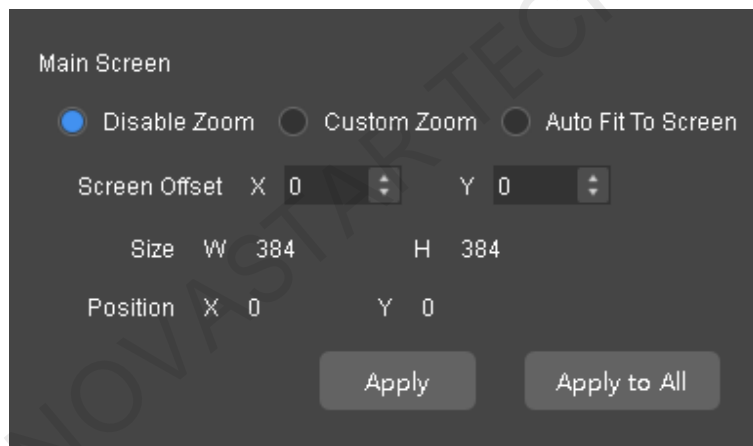 Main Screen
Disable Zoom Custom Zoom Auto Fit To Screen
Screen Offset X 0 Y 0
Size W 384 H 384
Position X 0 Y 0
Apply Apply to All
NOVASTAR TECH